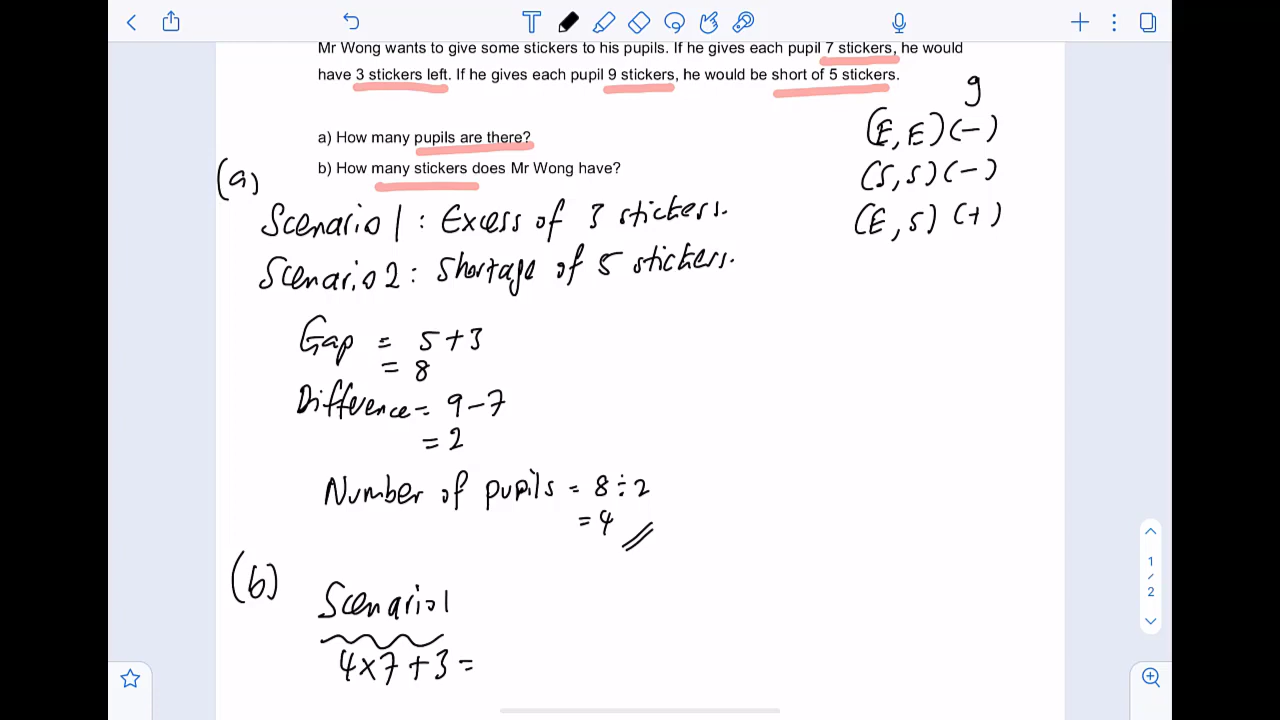 Mr Wong wants to give some stickers to his pupils. If he gives each pupil 7 stickers, he would
have 3 stickers left. If he gives each pupil 9 stickers, he would be short of 5 stickers.
g
(E, E) (-)
a) How many pupils are there?
b) How many stickers does Mr Wong have?
(S, S) (-)
(E, S) (+)
(a)
Scenario 1 : Excess of 3 stickers.
Scenario 2 : Shortage of 5 stickers.
Gap = 5 + 3
= 8
Difference = 9 - 7
= 2
Number of pupils = 8 ÷ 2
= 4
(b)
Scenario 1
4 x 7 + 3 =
T
1
/
2